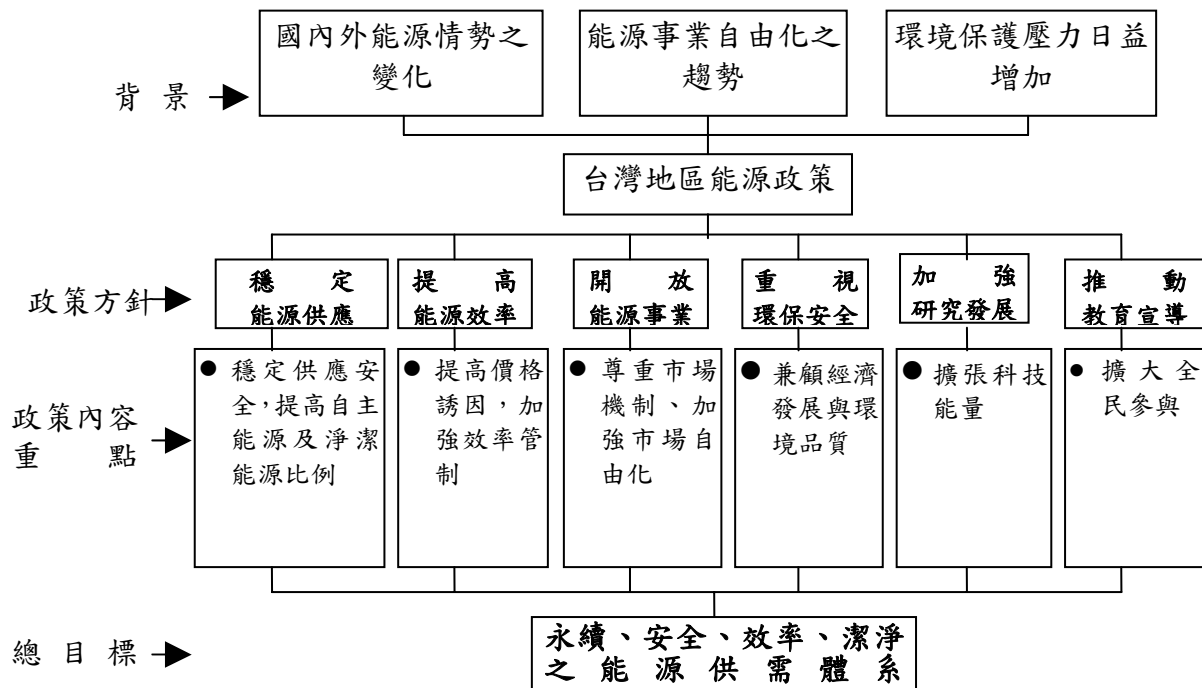 國內外能源情勢之
變化
能源事業自由化之
趨勢
環境保護壓力日益
增加
背景
台灣地區能源政策
政策方針
穩定
能源供應
提高
能源效率
開放
能源事業
重視
環保安全
加強
研究發展
推動
教育宣導
政策內容
重點
● 穩定供應安
全，提高自主
能源及淨潔
能源比例
● 提高價格
誘因，加
強效率管
制
● 尊重市場
機制、加
強市場自
由化
● 兼顧經濟
發展與環
境品質
● 擴張科技
能量
● 擴大全
民參與
總目標
永續、安全、效率、潔淨
之能源供需體系